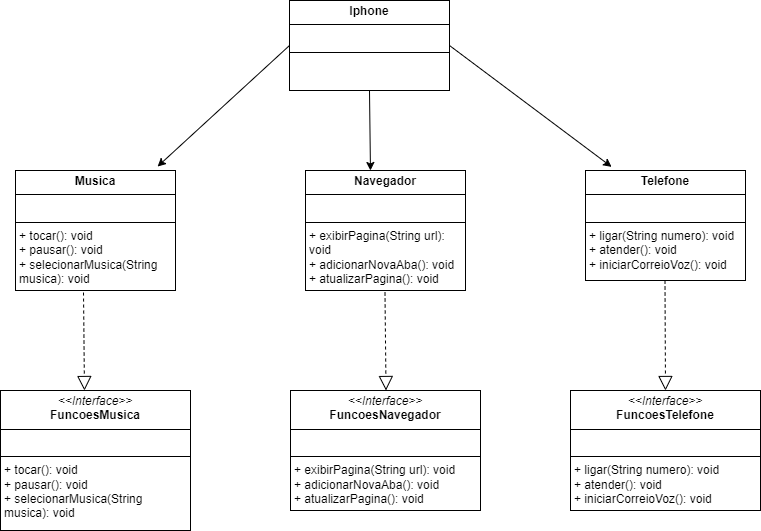 Iphone
Musica
+ tocar(): void
+ pausar(): void
+ selecionarMusica(String
musica): void
Navegador
+ exibirPagina(String url):
void
+ adicionarNovaAba(): void
+ atualizarPagina(): void
Telefone
+ ligar(String numero): void
+ atender(): void
+ iniciarCorreioVoz(): void
<<Interface>>
FuncoesMusica
+ tocar(): void
+ pausar(): void
+ selecionarMusica(String
musica): void
<<Interface>>
FuncoesNavegador
+ exibirPagina(String url): void
+ adicionarNovaAba(): void
+ atualizarPagina(): void
<<Interface>>
FuncoesTelefone
+ ligar(String numero): void
+ atender(): void
+ iniciarCorreioVoz(): void